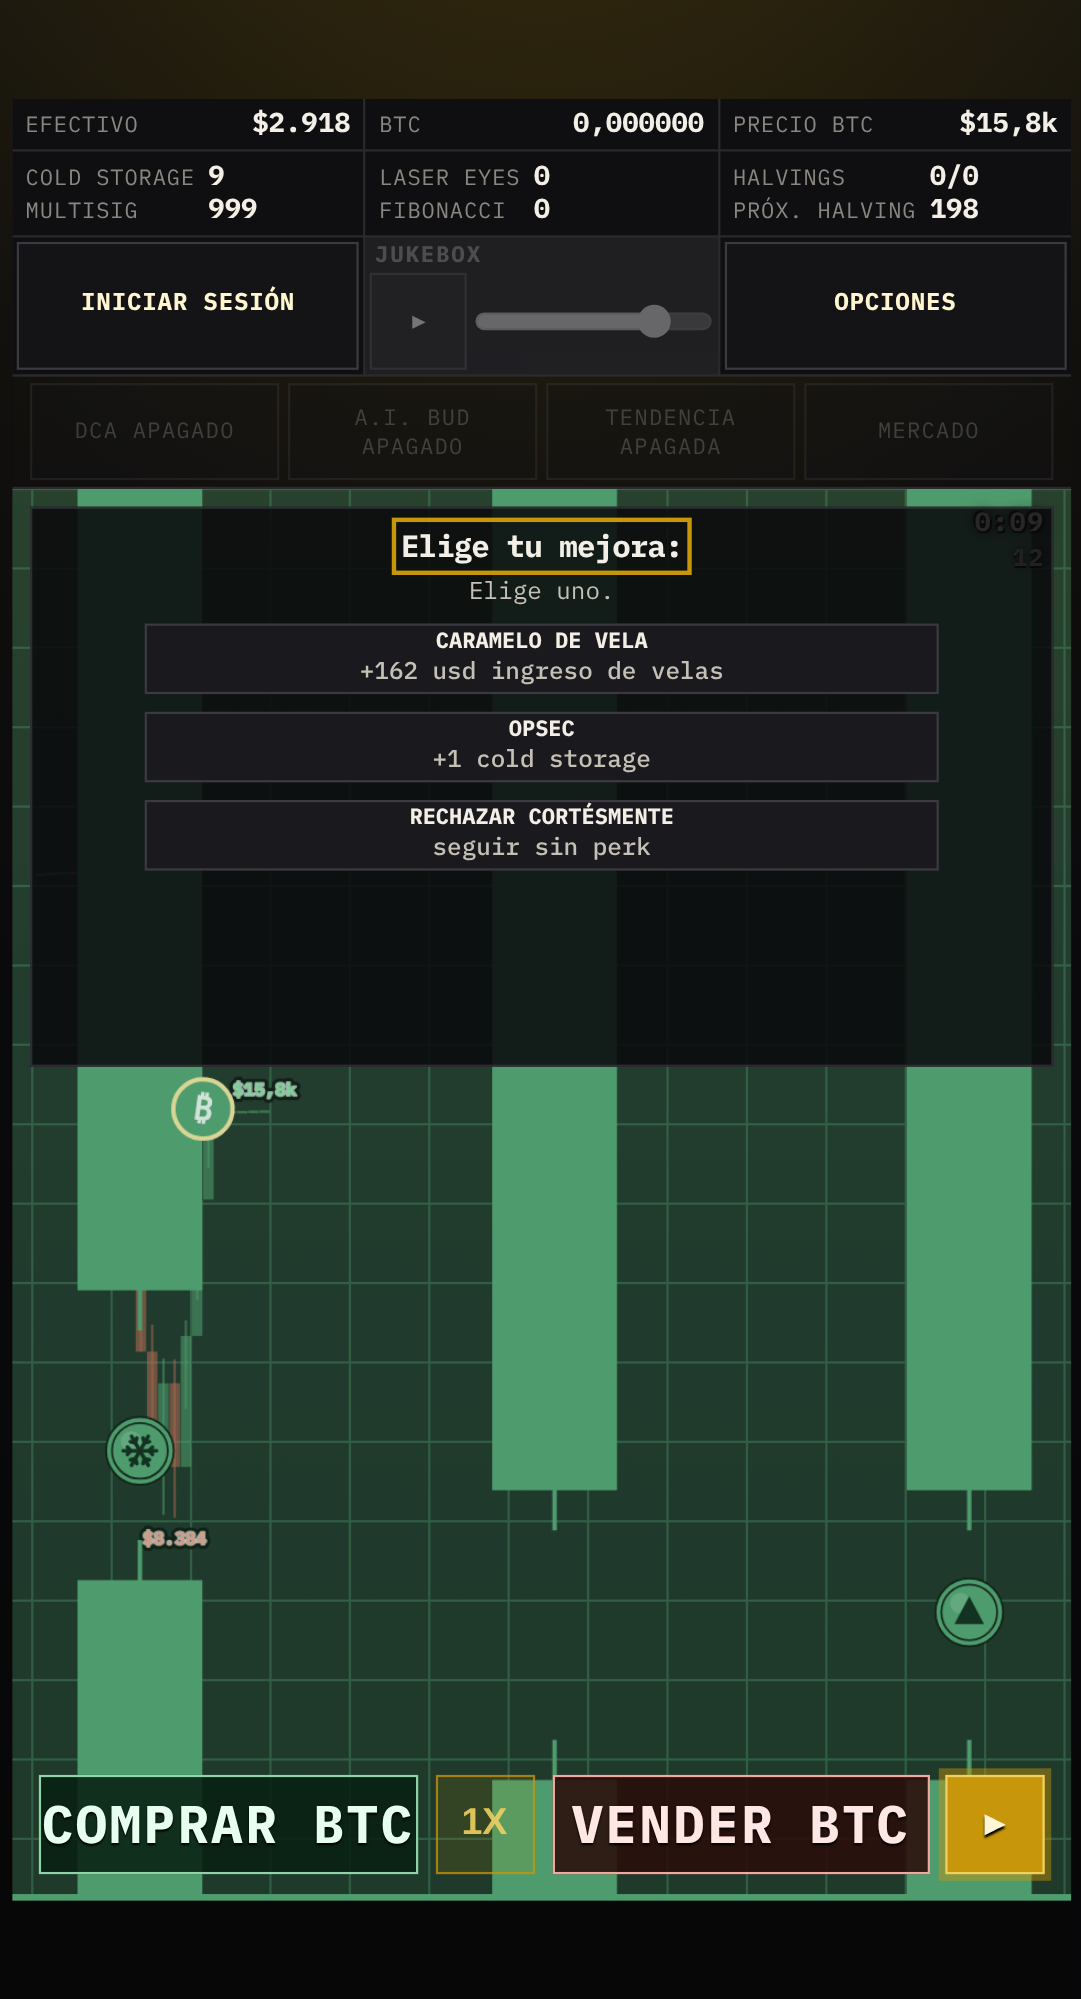 EFECTIVO $2.918 BTC 0,000000 PRECIO BTC $15,8k
COLD STORAGE 9 LASER EYES 0 HALVINGS 0/0
MULTISIG 999 FIBONACCI 0 PRÓX. HALVING 198
INICIAR SESIÓN
JUKEBOX
OPCIONES
DCA APAGADO
A.I. BUD
APAGADO
TENDENCIA
APAGADA
MERCADO
0:09
12
Elige tu mejora:
Elige uno.
CARAMELO DE VELA
+162 usd ingreso de velas
OPSEC
+1 cold storage
RECHAZAR CORTÉSMENTE
seguir sin perk
$15,8k
$8.384
COMPRAR BTC 1X VENDER BTC